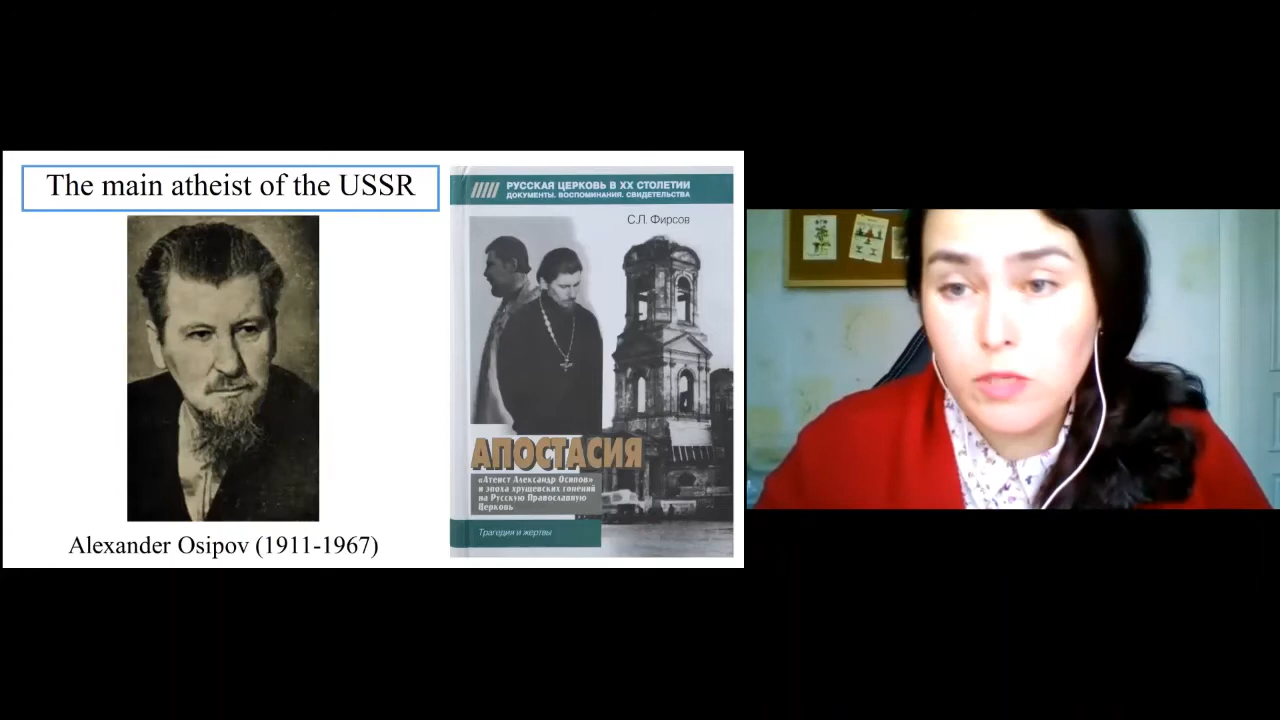 The main atheist of the USSR
Alexander Osipov (1911-1967)
РУССКАЯ ЦЕРКОВЬ В XX СТОЛЕТИИ
ДОКУМЕНТЫ. ВОСПОМИНАНИЯ. СВИДЕТЕЛЬСТВА
С.Л. Фирсов
АПОСТАСИЯ
«Атеист Александр Осипов»
и эпоха хрущевских гонений
на Русскую Православную
Церковь
Трагедия и жертвы